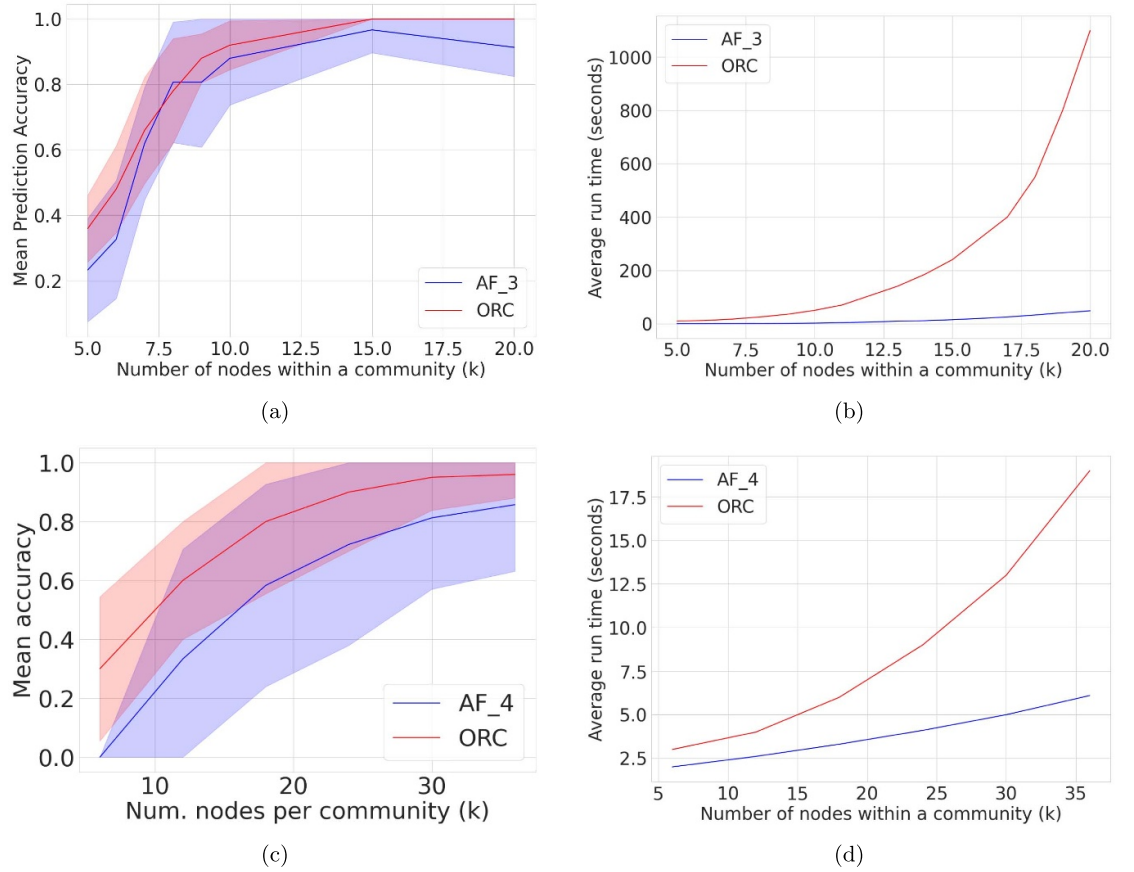 1.0
0.8
0.6
0.4
0.2
Mean Prediction Accuracy
AF_3
ORC
5.0 7.5 10.0 12.5 15.0 17.5 20.0
Number of nodes within a community (k)
(a)
AF_3
ORC
1000
800
600
400
200
0
Average run time (seconds)
5.0 7.5 10.0 12.5 15.0 17.5 20.0
Number of nodes within a community (k)
(b)
1.0
0.8
0.6
0.4
0.2
0.0
Mean accuracy
AF_4
ORC
10 20 30
Num. nodes per community (k)
(c)
AF_4
ORC
17.5
15.0
12.5
10.0
7.5
5.0
2.5
Average run time (seconds)
5 10 15 20 25 30 35
Number of nodes within a community (k)
(d)